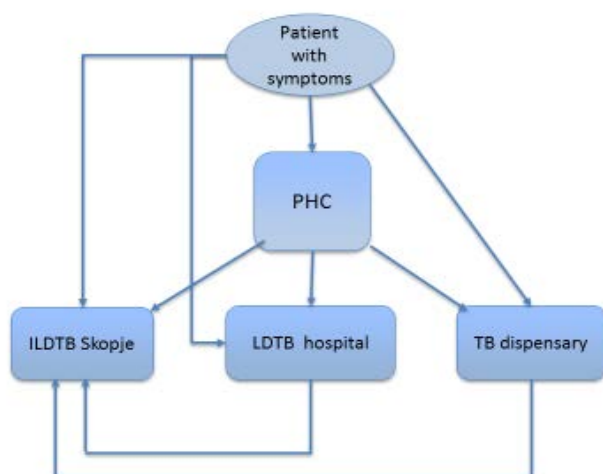 Patient
with
symptoms
PHC
ILDTB Skopje
LDTB hospital
TB dispensary